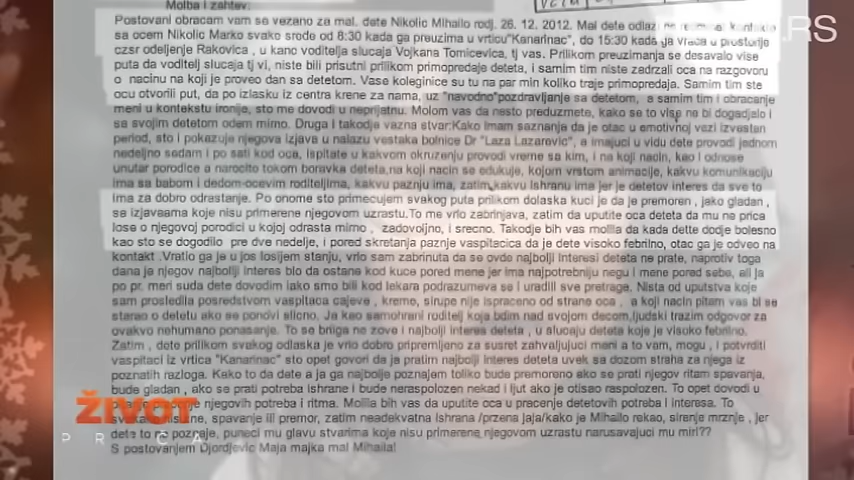 Molba i zahtev:
Postovani obracam vam se vezano za mal. dete Nikolic Mihailo rodj. 26. 12. 2012. Mal dete odlazi
sa ocem Nikolic Marko svako srede od 8:30 kada ga preuzima u vrticu"Kanarinac", do 15:30 kada ga vraca u prostorije
czsr odeljenje Rakovica , u kanc voditelja slucaja Vojkana Tomicevica, tj vas. Prilikom preuzimanja se desavalo vise
puta da voditelj slucaja tj vi, niste bili prisutni prilikom primopredaje deteta, i samim tim niste zadrzali oca na razgovoru
o nacinu na koji je proveo dan sa detetom. Vase koleginice su tu na par min koliko traje primopredaja. Samim tim ste
ocu otvorili put, da po izlasku iz centra krene za nama, uz "navodno"pozdravljanje sa detetom, a samim tim i obracanje
meni u kontekstu ironije, sto me dovodi u neprijatnu. Molom vas da nesto preduzmete, kako se to vise ne bi dogadjalo i
sa svojim detetom odem mirno. Druga i takodje vazna stvar:Kako imam saznanja da je otac u emotivnoj vezi izvestan
period, sto i pokazuje njegova izjava u nalazu vestaka bolnice Dr "Laza Lazarevic", a imajuci u vidu dete provodi jednom
nedeljno sedam i po sati kod oca, ispitate u kakvom okruzenju provodi vreme sa kim, i na koji nacin, kao i odnose
unutar porodice a narocito tokom boravka deteta,na koji nacin se edukuje, kojom vrstom animacije, kakvu komunikaciju
ima sa babom i dedom-ocevim roditeljima, kakvu paznju ima, zatim kakvu ishranu ima jer je detetov interes da sve to
ima za dobro odrastanje. Po onome sto primecujem svakog puta prilikom dolaska kuci je da je premoren , jako gladan ,
sa izjavaama koje nisu primerene njegovom uzrastu.To me vrlo zabrinjava, zatim da uputite oca deteta da mu ne prica
lose o njegovoj porodici u kojoj odrasta mirno , zadovoljno, i srecno. Takodje bih vas molila da kada dette dodje bolesno
kao sto se dogodilo pre dve nedelje, i pored skretanja paznje vaspitacica da je dete visoko febrilno, otac ga je odveo na
kontakt .Vratio ga je u jos losijem stanju, vrlo sam zabrinuta da se ovde najbolji interesi deteta ne prate, naprotiv toga
dana je njegov najbolji interes bio da ostane kod kuce pored mene jer ima najpotrebniju negu i mene pored sebe, ali ja
po pr. meri suda dete dovodim iako smo bili kod lekara podrazumeva se i uradili sve pretrage. Nista od uputstva koje
sam prosledila posredstvom vaspitaca cajeve , kreme, sirupe nije ispraceno od strane oca , a koji nacin pitam vas bi se
starao o detetu ako se ponovi slicno. Ja kao samohrani roditelj koja bdim nad svojom decom,ljudski trazim odgovor za
ovakvo nehumano ponasanje. To se briga ne zove i najbolji interes deteta , u slucaju deteta koje je visoko febrilno.
Zatim , dete prilikom svakog odlaska je vrlo dobro pripremljeno za susret zahvaljujuci meni a to vam, mogu , i potvrditi
vaspitaci iz vrtica "Kanarinac" sto opet govori da ja pratim najbolji interes deteta uvek sa dozom straha za njega iz
poznatih razloga. Kako to da dete a ja ga najbolje poznajem toliko bude premoreno ako se prati njegov ritam spavanja,
bude gladan , ako se prati potreba ishrane i bude neraspolozen nekad i ljut ako je otisao raspolozen. To opet dovodi u
njegovih potreba i ritma. Molila bih vas da uputite oca u pracenje detetovih potreba i interesa. To
spavanje ili premor, zatim neadekvatna ishrana /przena jaja/kako je Mihailo rekao, sirenje mrznje , jer
dete to ne poznaje, puneci mu glavu stvarima koje nisu primerene njegovom uzrastu narusavajuci mu mir!??
S postovanjem Djordjevic Maja majka mal Mihaila!
ŽIVOT
PRIČA
RS